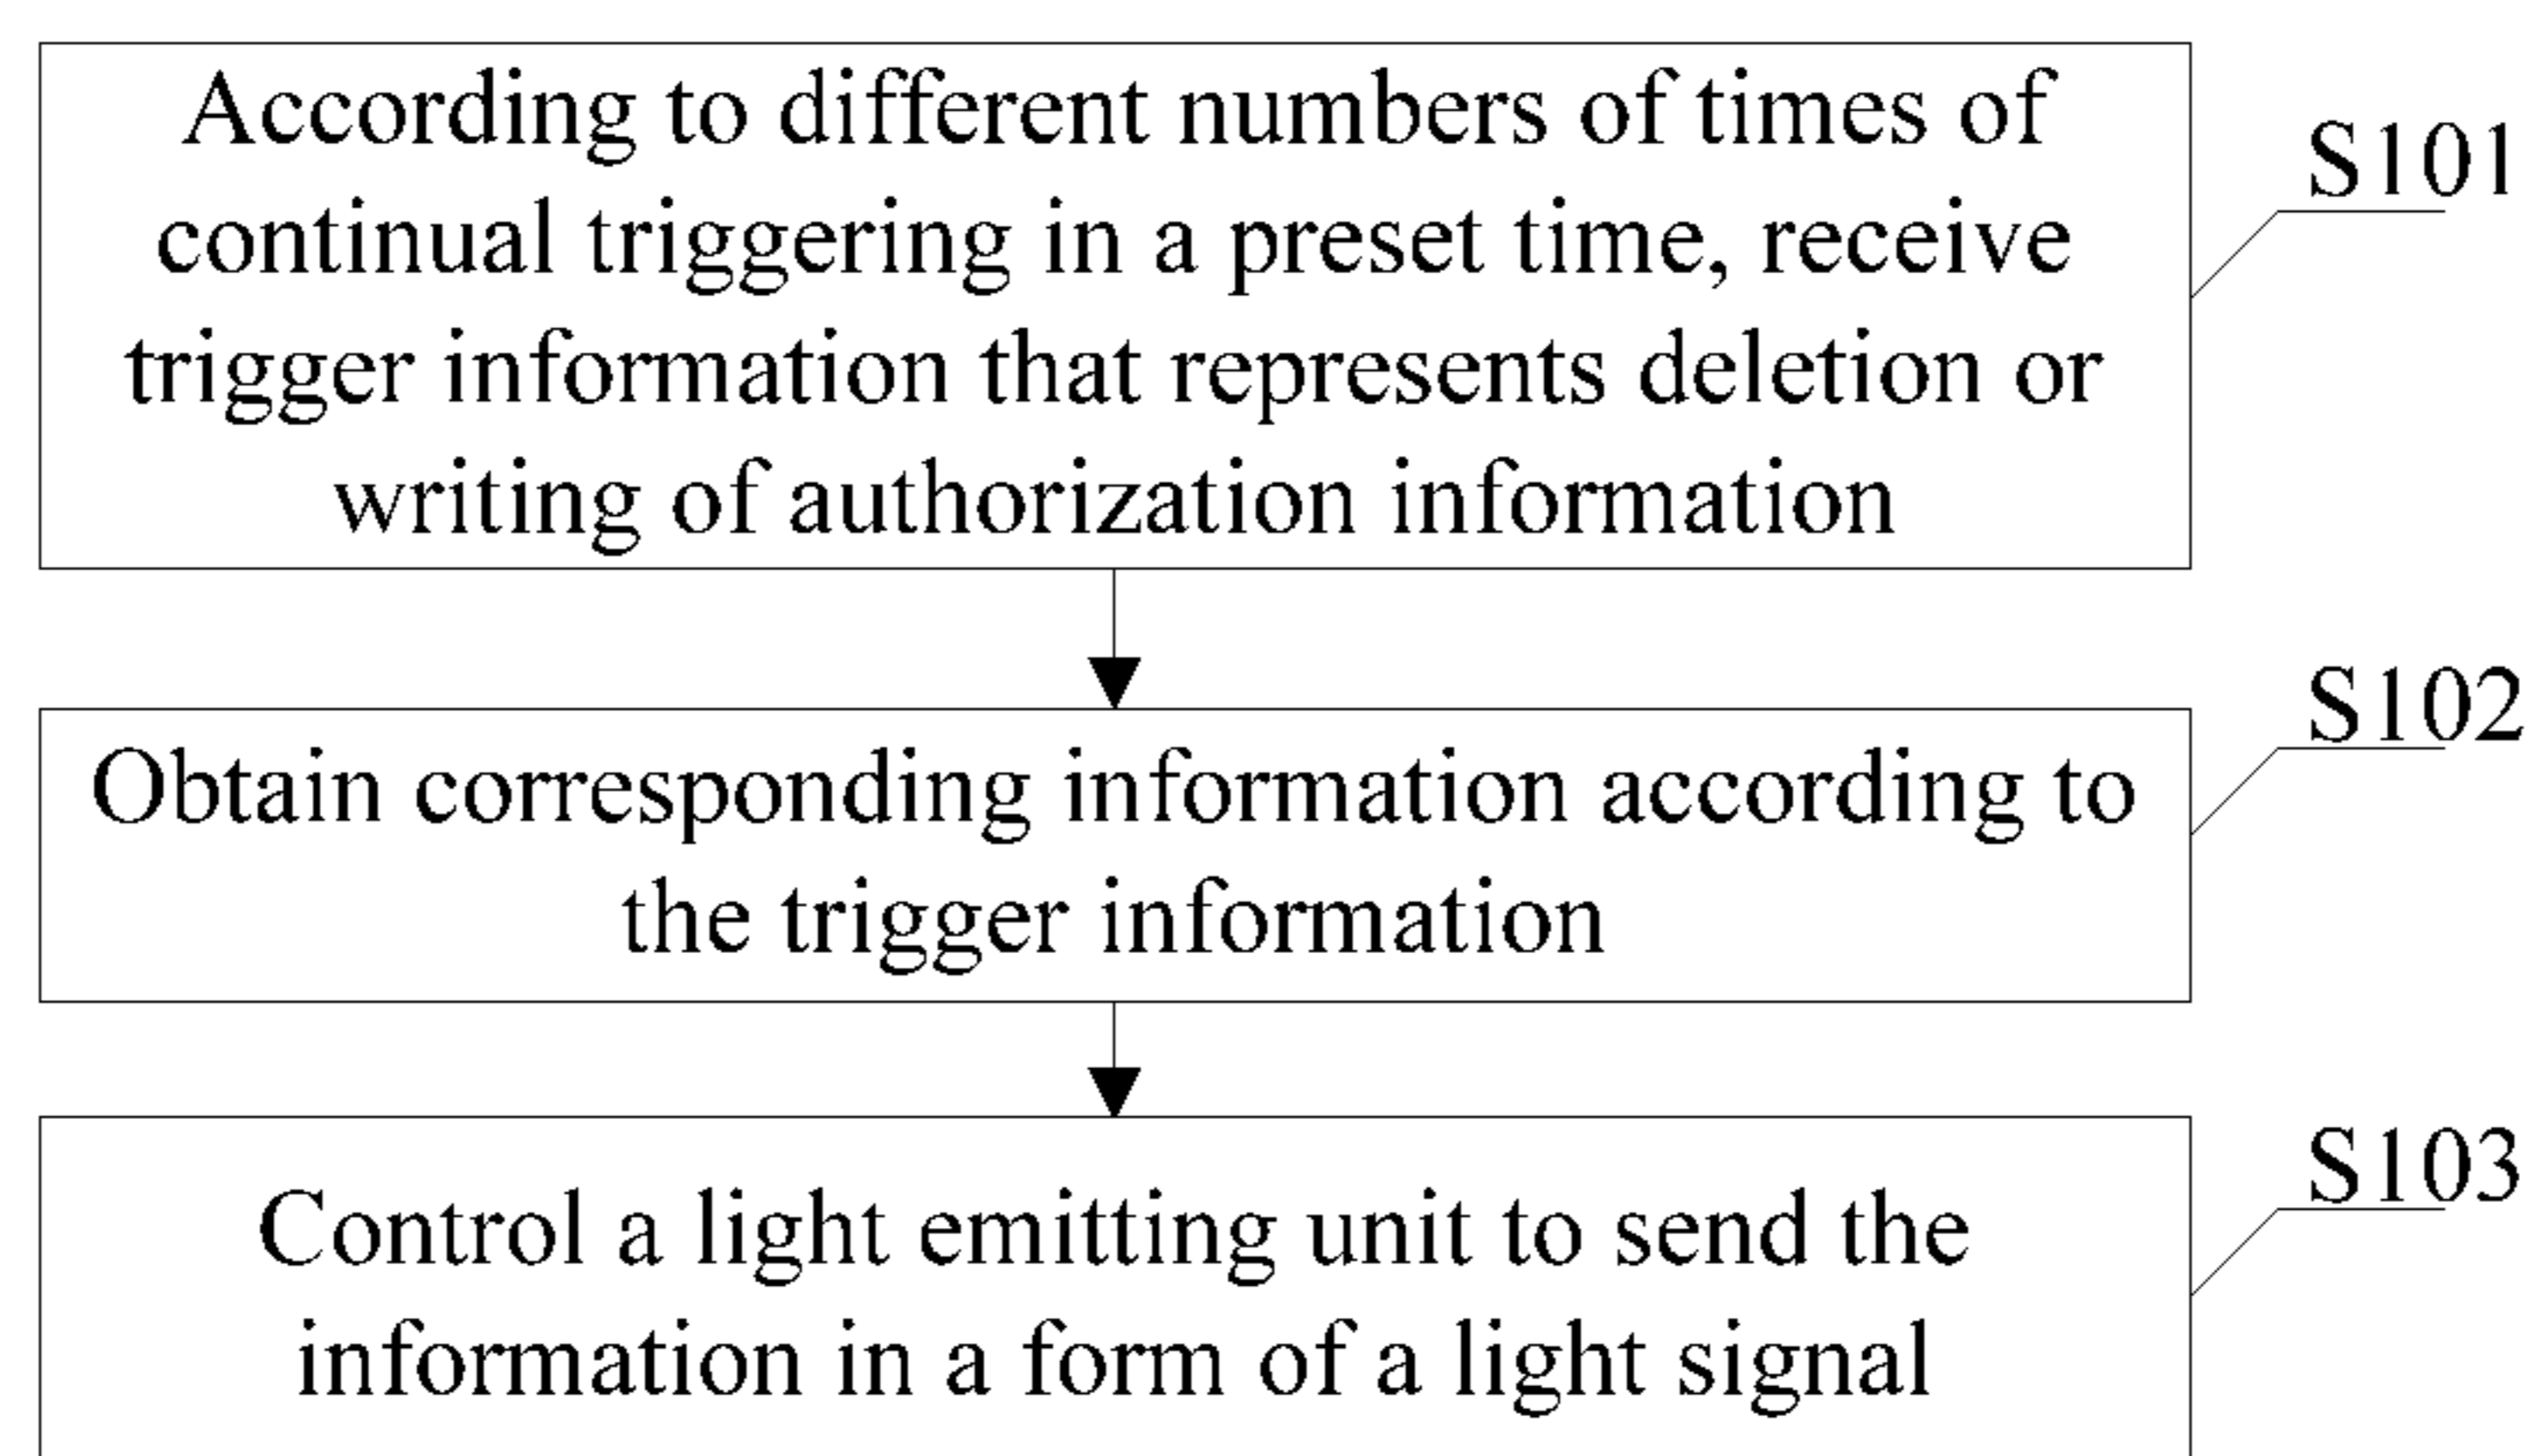 According to different numbers of times of
continual triggering in a preset time, receive
trigger information that represents deletion or
writing of authorization information
S101
Obtain corresponding information according to
the trigger information
S102
Control a light emitting unit to send the
information in a form of a light signal
S103